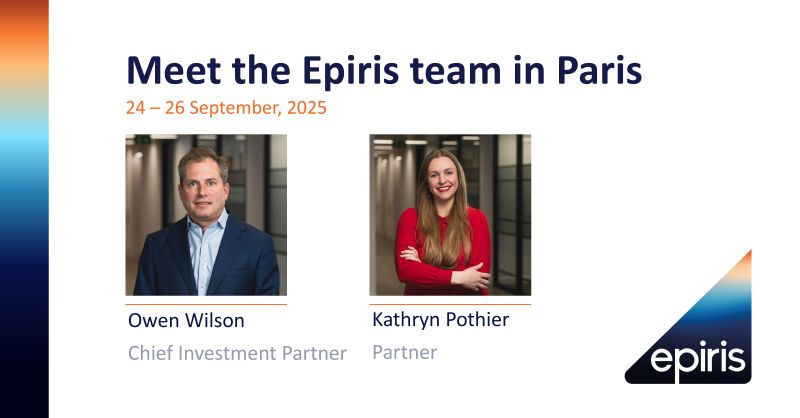 Meet the Epiris team in Paris
24 – 26 September, 2025
Owen Wilson
Chief Investment Partner
Kathryn Pothier
Partner
epiris